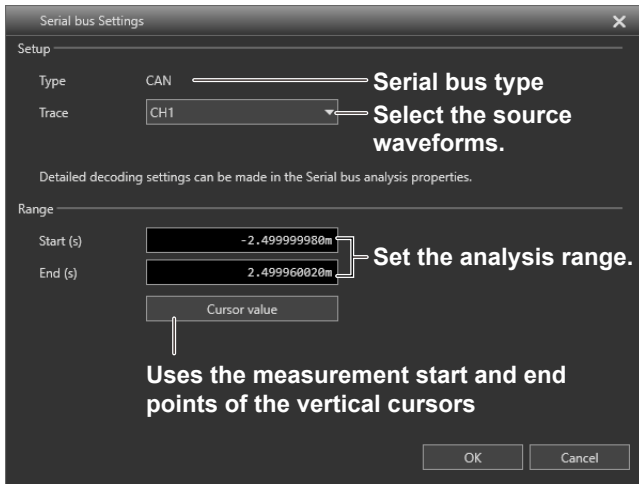 Serial bus Settings
Setup
Type CAN Serial bus type
Trace CH1 Select the source
waveforms.
Detailed decoding settings can be made in the Serial bus analysis properties.
Range
Start (s) -2.499999980m
Set the analysis range.
End (s) 2.499960020m
Cursor value
Uses the measurement start and end
points of the vertical cursors
OK Cancel